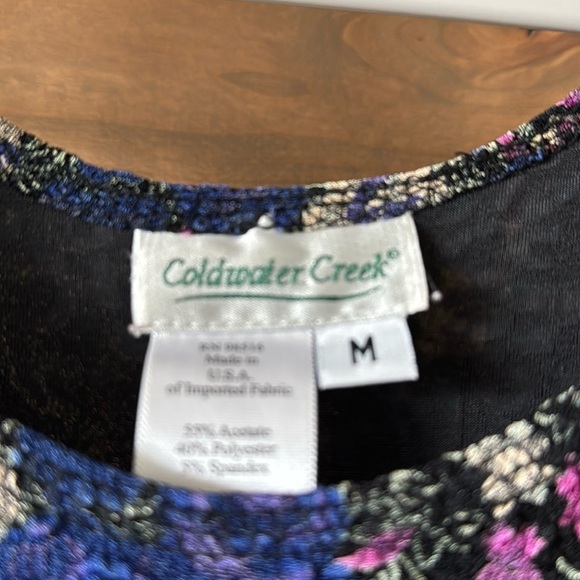 Coldwater Creek®
M
Made in
U.S.A.
of Imported Fabric
55% Acetate
40% Polyester
5% Spandex